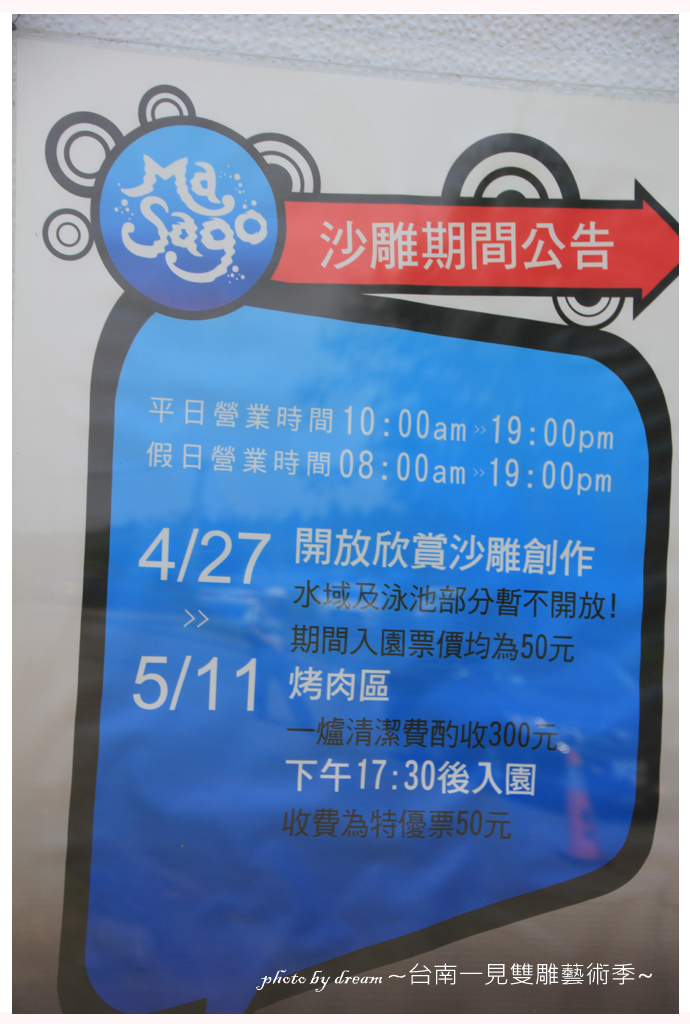 Masago
沙雕期間公告
平日營業時間10:00am»19:00pm
假日營業時間08:00am»19:00pm
4/27
»
5/11
開放欣賞沙雕創作
水域及泳池部分暫不開放!
期間入園票價均為50元
烤肉區
一爐清潔費酌收300元
下午17:30後入園
收費為特優票50元
photo by dream ~台南一見雙雕藝術季~